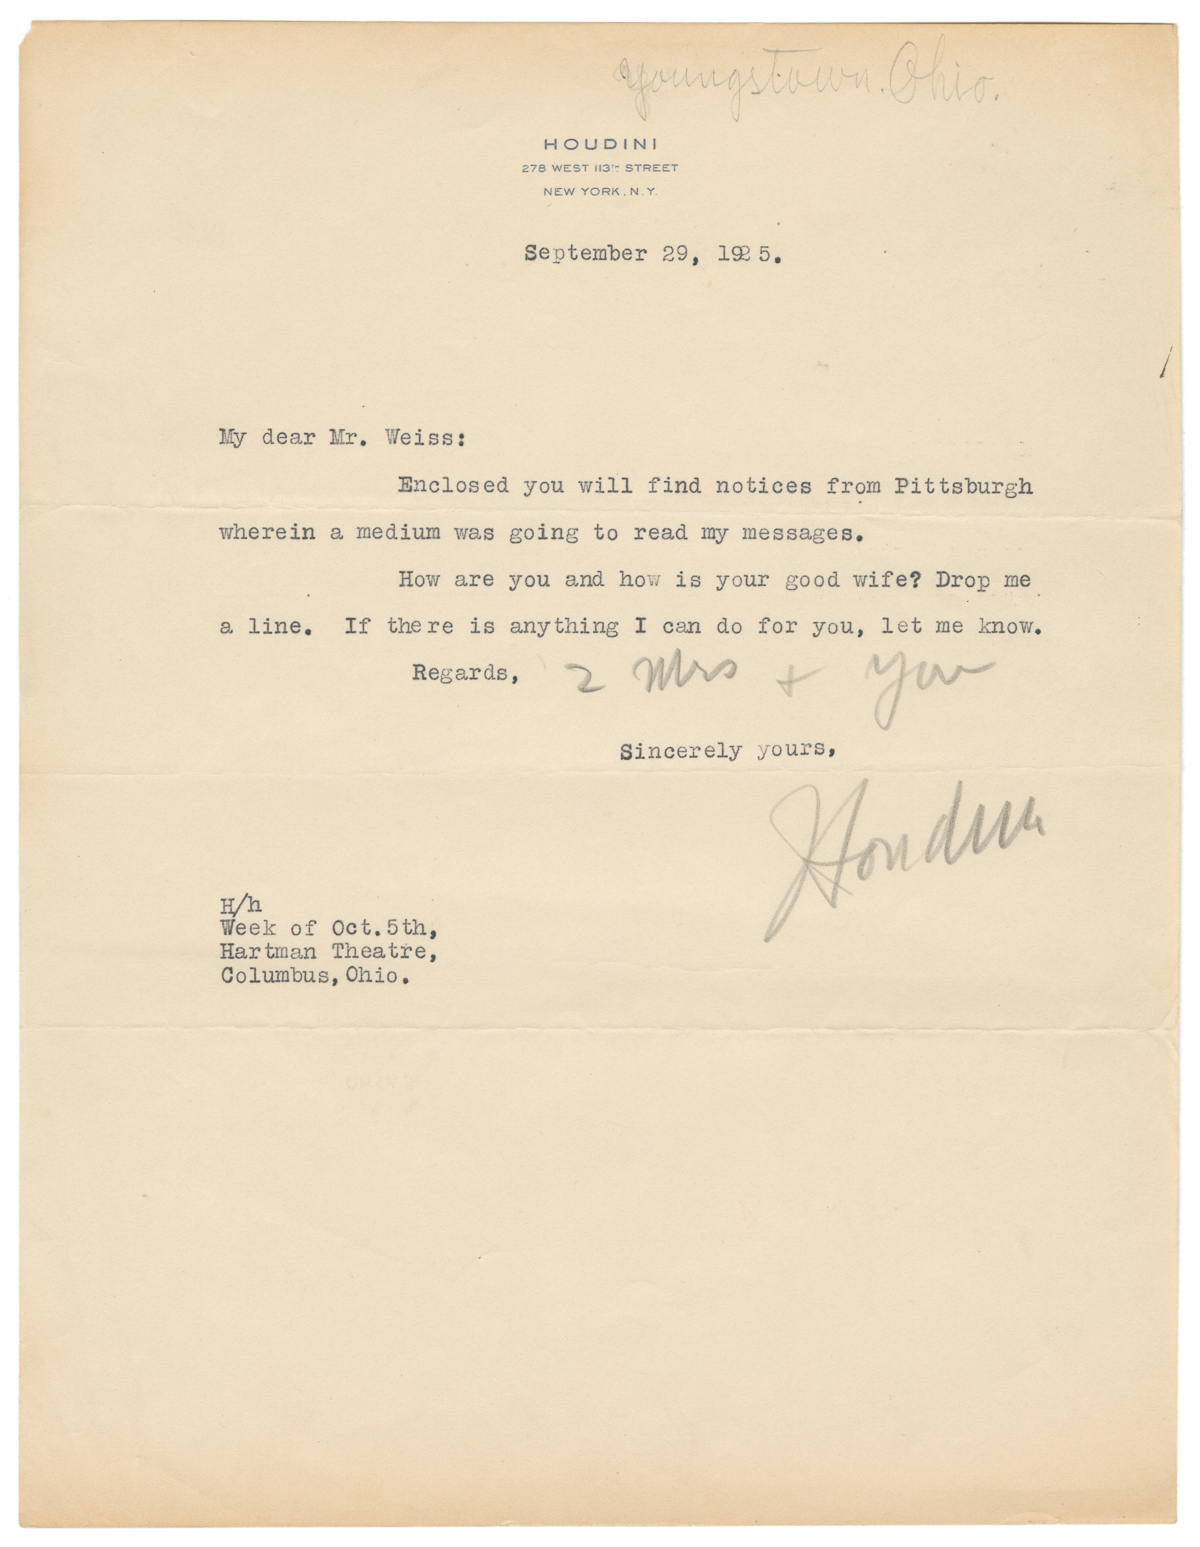 Youngstown. Ohio.
HOUDINI
278 WEST 113TH STREET
NEW YORK, N.Y.
September 29, 1925.
My dear Mr. Weiss:
Enclosed you will find notices from Pittsburgh
wherein a medium was going to read my messages.
How are you and how is your good wife? Drop me
a line. If there is anything I can do for you, let me know.
Regards, 2 Mrs + You
Sincerely yours,
Houdini
H/h
Week of Oct.5th,
Hartman Theatre,
Columbus,Ohio.